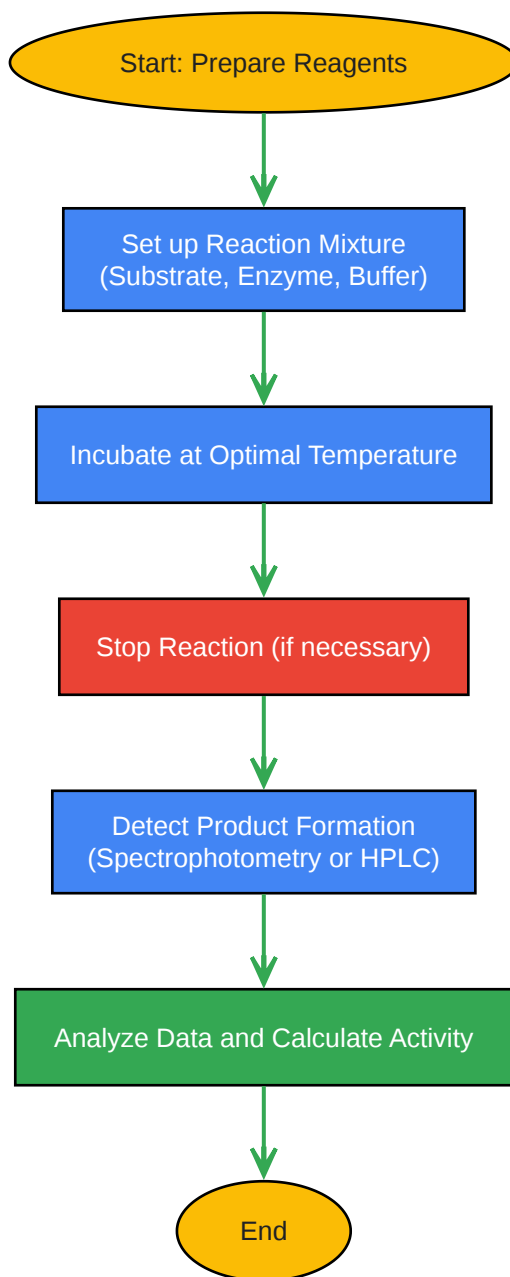 Start: Prepare Reagents
Set up Reaction Mixture
(Substrate, Enzyme, Buffer)
Incubate at Optimal Temperature
Stop Reaction (if necessary)
Detect Product Formation
(Spectrophotometry or HPLC)
Analyze Data and Calculate Activity
End